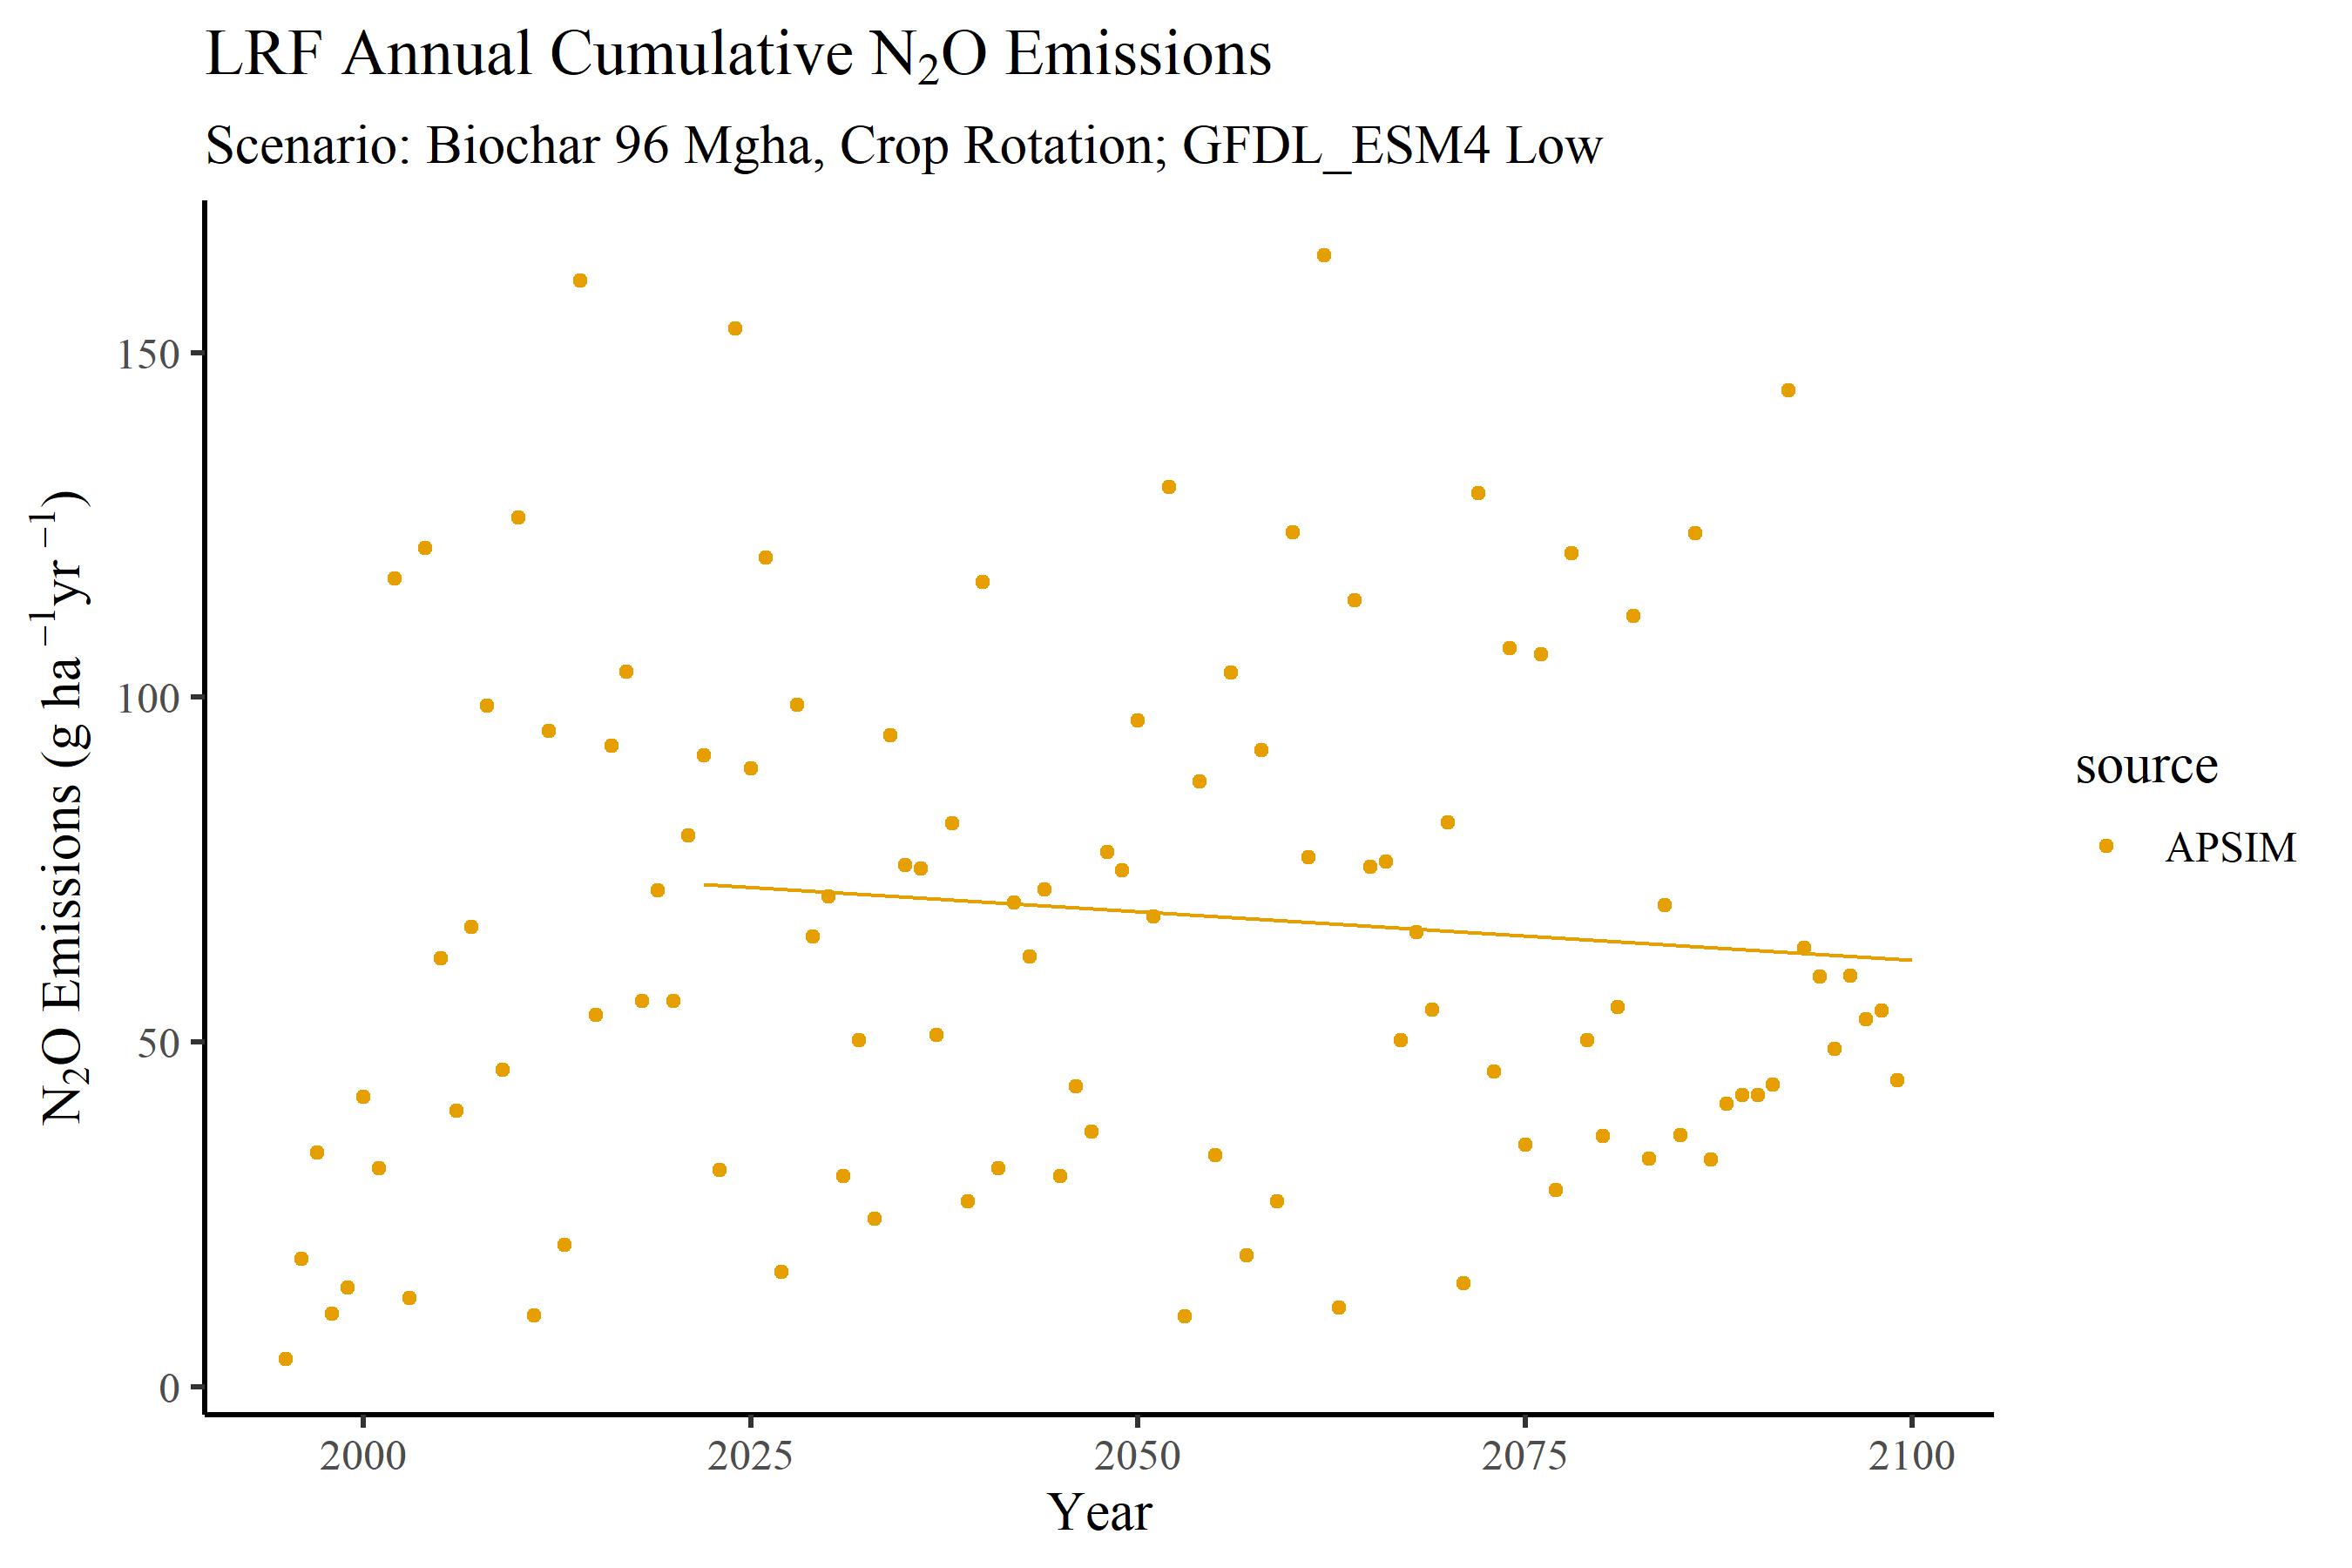 LRF Annual Cumulative N₂O Emissions
Scenario: Biochar 96 Mgha, Crop Rotation; GFDL_ESM4 Low
N₂O Emissions (g ha⁻¹yr⁻¹)
150
100
50
0
2000 2025 2050 2075 2100
Year
source
APSIM